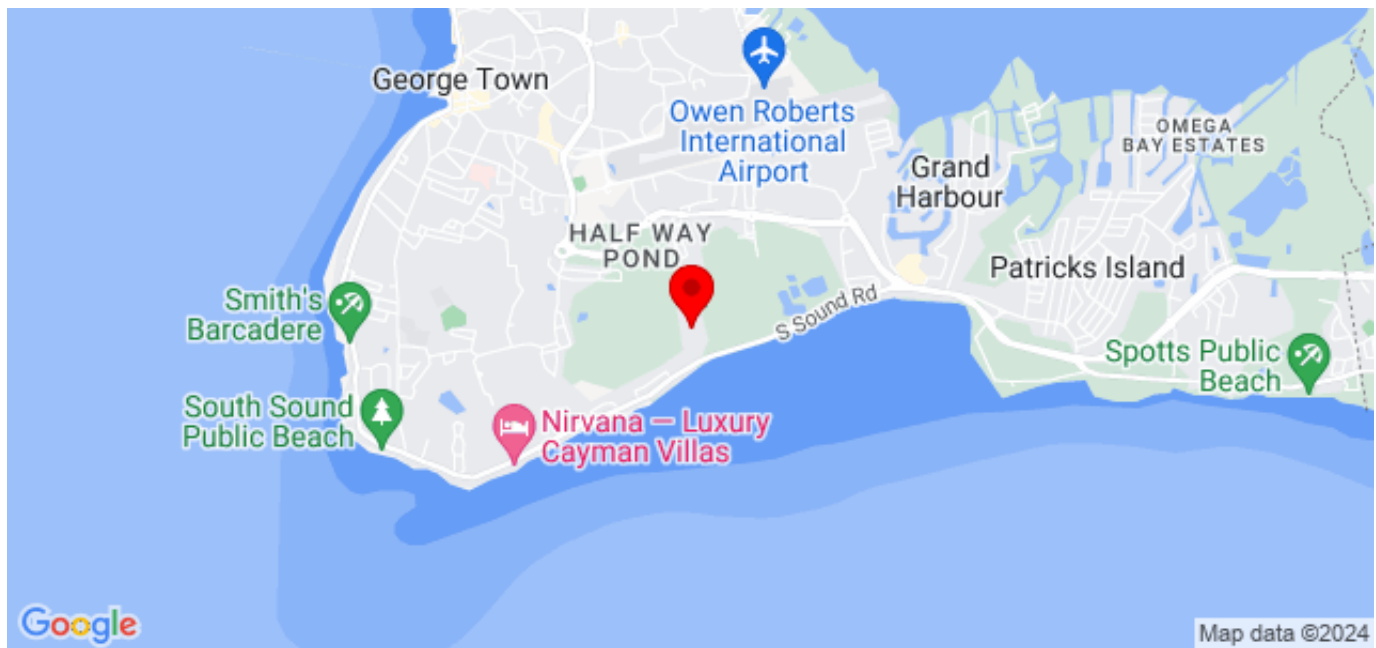 George Town
Owen Roberts
International
Airport
OMEGA
BAY ESTATES
Grand
Harbour
HALF WAY
POND
Patricks Island
Smith's
Barcadere
S Sound Rd
Spotts Public
Beach
South Sound
Public Beach
Nirvana — Luxury
Cayman Villas
Google
Map data ©2024